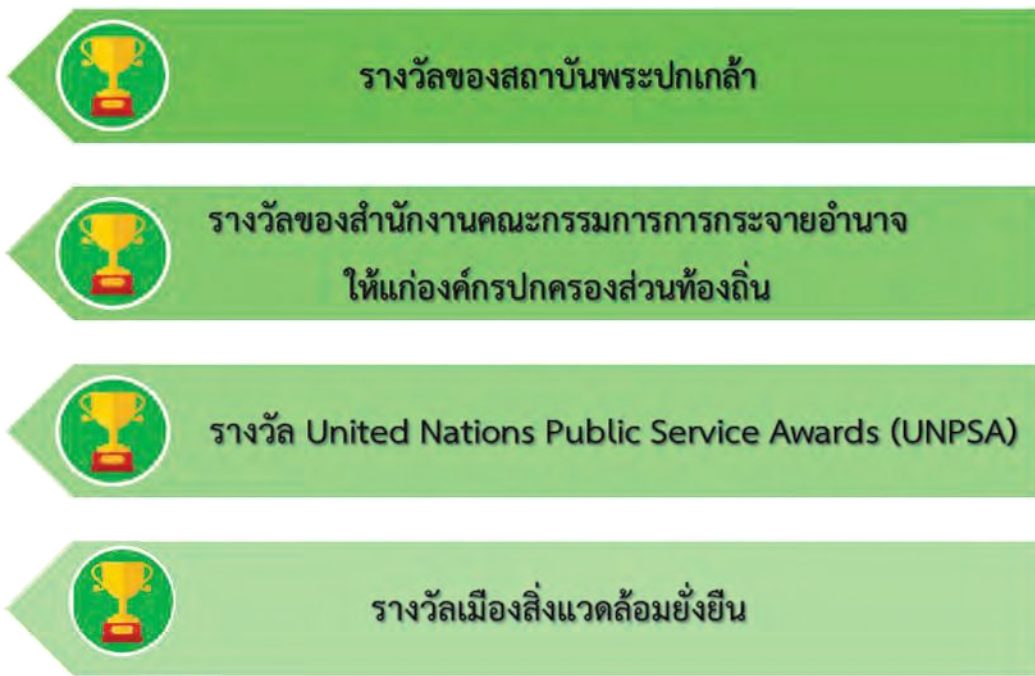 รางวัลของสถาบันพระปกเกล้า
รางวัลของสำนักงานคณะกรรมการการกระจายอำนาจ
ให้แก่องค์กรปกครองส่วนท้องถิ่น
รางวัล United Nations Public Service Awards (UNPSA)
รางวัลเมืองสิ่งแวดล้อมยั่งยืน